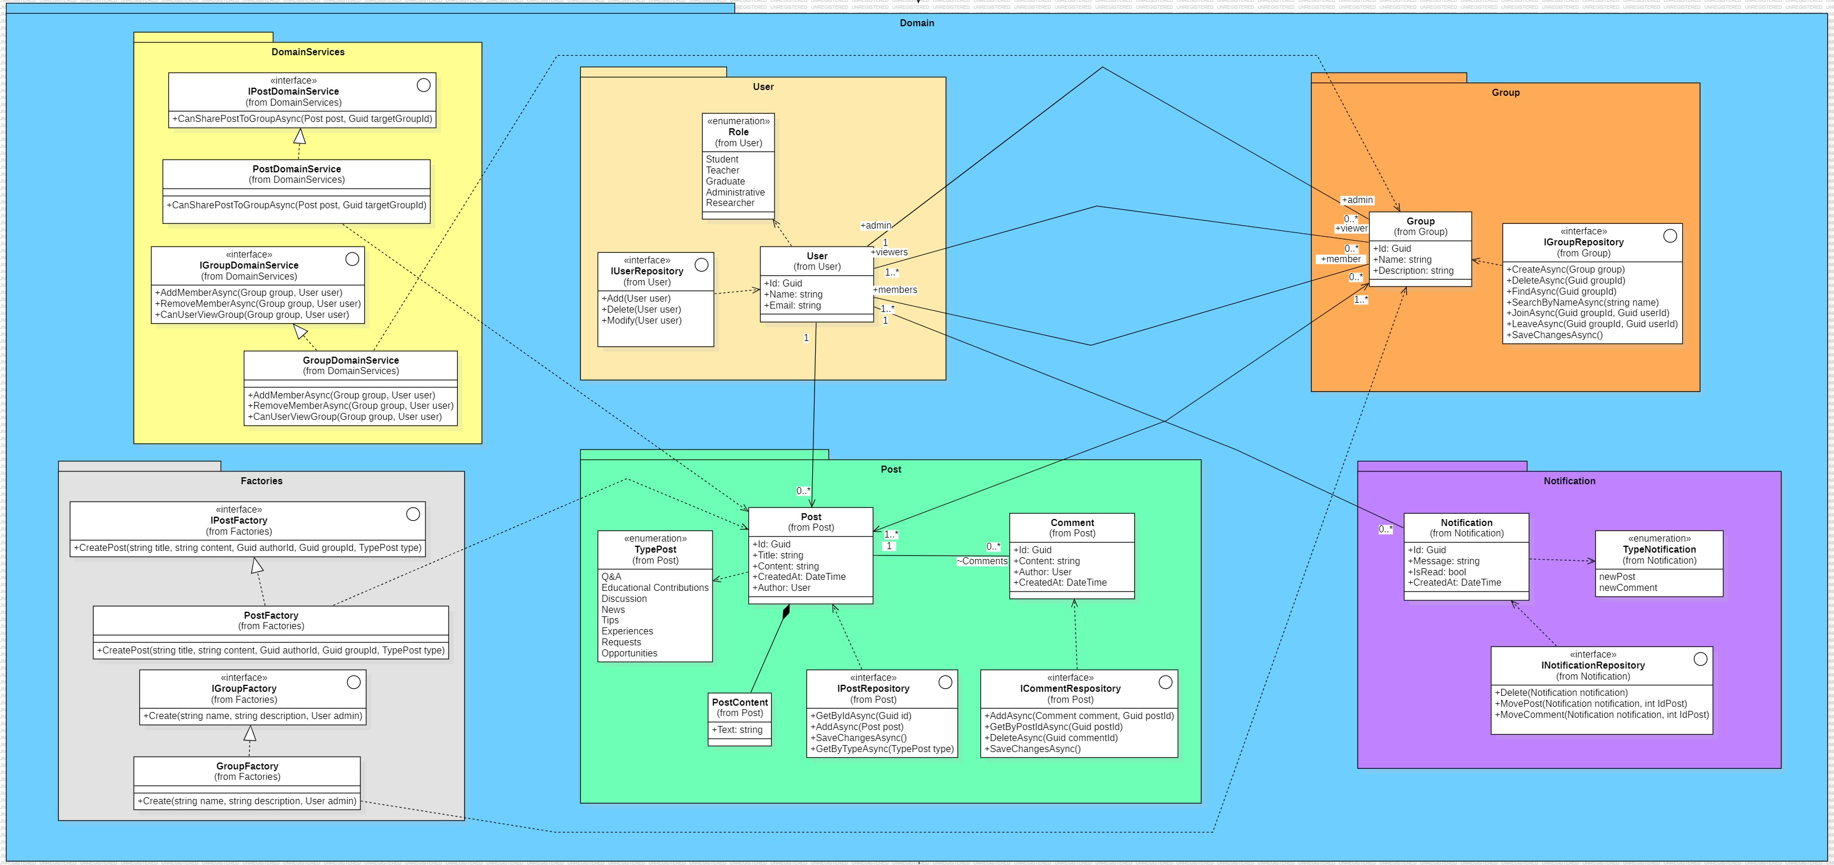 Domain
DomainServices
«interface»
IPostDomainService
(from DomainServices)
+CanSharePostToGroupAsync(Post post, Guid targetGroupId)
PostDomainService
(from DomainServices)
+CanSharePostToGroupAsync(Post post, Guid targetGroupId)
«interface»
IGroupDomainService
(from DomainServices)
+AddMemberAsync(Group group, User user)
+RemoveMemberAsync(Group group, User user)
+CanUserViewGroup(Group group, User user)
GroupDomainService
(from DomainServices)
+AddMemberAsync(Group group, User user)
+RemoveMemberAsync(Group group, User user)
+CanUserViewGroup(Group group, User user)
User
«enumeration»
Role
(from User)
Student
Teacher
Graduate
Administrative
Researcher
«interface»
IUserRepository
(from User)
+Add(User user)
+Delete(User user)
+Modify(User user)
User
(from User)
+Id: Guid
+Name: string
+Email: string
+admin
1
+viewers
1..*
+members
1..*
1
1
Group
+admin
0..*
+viewer
0..*
+member
0..*
1..*
Group
(from Group)
+Id: Guid
+Name: string
+Description: string
«interface»
IGroupRepository
(from Group)
+CreateAsync(Group group)
+DeleteAsync(Guid groupId)
+FindAsync(Guid groupId)
+SearchByNameAsync(string name)
+JoinAsync(Guid groupId, Guid userId)
+LeaveAsync(Guid groupId, Guid userId)
+SaveChangesAsync()
Factories
«interface»
IPostFactory
(from Factories)
+CreatePost(string title, string content, Guid authorId, Guid groupId, TypePost type)
PostFactory
(from Factories)
+CreatePost(string title, string content, Guid authorId, Guid groupId, TypePost type)
«interface»
IGroupFactory
(from Factories)
+Create(string name, string description, User admin)
GroupFactory
(from Factories)
+Create(string name, string description, User admin)
Post
0..*
«enumeration»
TypePost
(from Post)
Q&A
Educational Contributions
Discussion
News
Tips
Experiences
Requests
Opportunities
Post
(from Post)
+Id: Guid
+Title: string
+Content: string
+CreatedAt: DateTime
+Author: User
1..*
1
0..*
~Comments
Comment
(from Post)
+Id: Guid
+Content: string
+Author: User
+CreatedAt: DateTime
PostContent
(from Post)
+Text: string
«interface»
IPostRepository
(from Post)
+GetByIdAsync(Guid id)
+AddAsync(Post post)
+SaveChangesAsync()
+GetByTypeAsync(TypePost type)
«interface»
ICommentRespository
(from Post)
+AddAsync(Comment comment, Guid postId)
+GetByPostIdAsync(Guid postId)
+DeleteAsync(Guid commentId)
+SaveChangesAsync()
Notification
0..*
Notification
(from Notification)
+Id: Guid
+Message: string
+IsRead: bool
+CreatedAt: DateTime
«enumeration»
TypeNotification
(from Notification)
newPost
newComment
«interface»
INotificationRepository
(from Notification)
+Delete(Notification notification)
+MovePost(Notification notification, int IdPost)
+MoveComment(Notification notification, int IdPost)